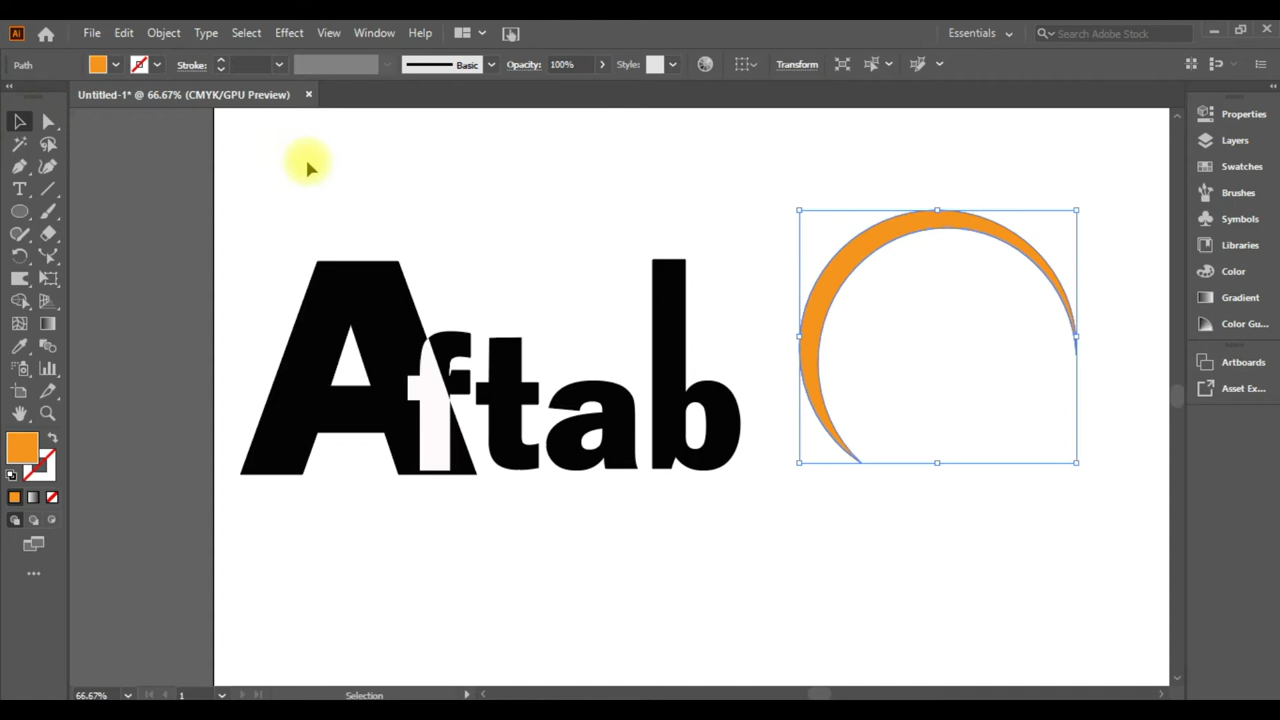 Ai File Edit Object Type Select Effect View Window Help Essentials Search Adobe Stock
Path Stroke: Basic Opacity: 100% Style: Transform
Untitled-1* @ 66.67% (CMYK/GPU Preview)
Properties
Layers
Swatches
Brushes
Symbols
Libraries
Color
Gradient
Color Gu...
Artboards
Asset Ex...
Aftab
66.67% 1 Selection